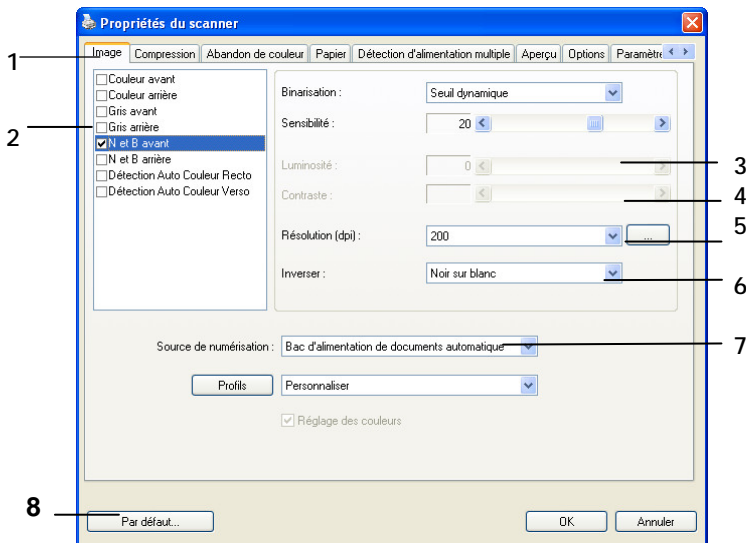 Propriétés du scanner
Image Compression Abandon de couleur Papier Détection d'alimentation multiple Aperçu Options Paramètre
1
Couleur avant
Couleur arrière
Gris avant
Gris arrière
2
N et B avant
N et B arrière
Détection Auto Couleur Recto
Détection Auto Couleur Verso
Binarisation : Seuil dynamique
Sensibilité : 20
Luminosité : 0
3
Contraste :
4
Résolution (dpi) : 200 ...
5
Inverser : Noir sur blanc
6
Source de numérisation : Bac d'alimentation de documents automatique
7
Profils Personnaliser
Réglage des couleurs
8
Par défaut... OK Annuler